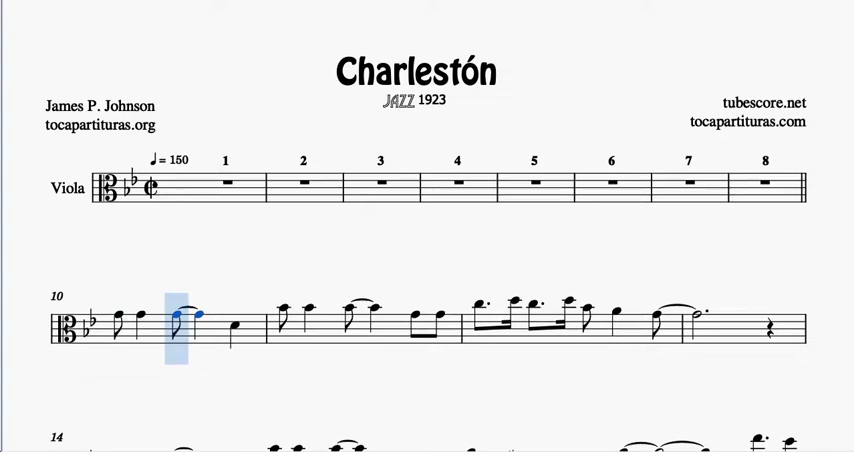 Charlestón
JAZZ 1923
James P. Johnson
tocapartituras.org
tubescore.net
tocapartituras.com
= 150 1 2 3 4 5 6 7 8
Viola
10
14